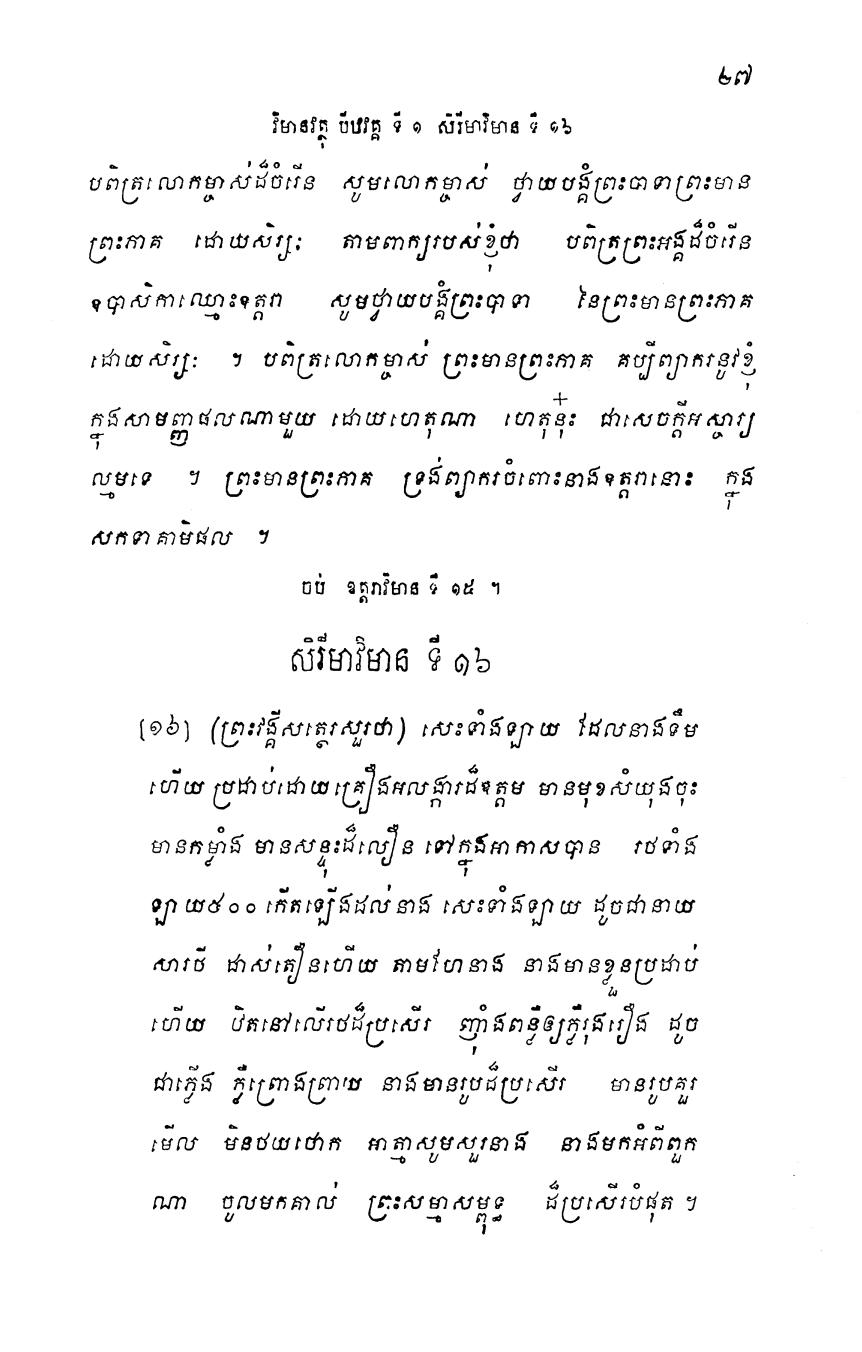 ២៧
វិមានវត្ថុ បីឋវគ្គ ទី ១ សិរីមាវិមាន ទី ១៦
បពិត្រលោកម្ចាស់ដ៏ចំរើន សូមលោកម្ចាស់ ថ្វាយបង្គំព្រះបាទាព្រះមាន
ព្រះភាគ ដោយសិរ្សៈ តាមពាក្យរបស់ខ្ញុំថា បពិត្រព្រះអង្គដ៏ចំរើន
ឧបាសិកាឈ្មោះឧត្តរា សូមថ្វាយបង្គំព្រះបាទា នៃព្រះមានព្រះភាគ
ដោយសិរ្សៈ ។ បពិត្រលោកម្ចាស់ ព្រះមានព្រះភាគ គប្បីព្យាករនូវខ្ញុំ
ក្នុងសាមញ្ញផលណាមួយ ដោយហេតុណា ហេតុនុ៎ះ ជាសេចក្តីអស្ចារ្យ
ល្មមទេ ។ ព្រះមានព្រះភាគ ទ្រង់ព្យាករចំពោះនាងឧត្តរានោះ ក្នុង
សកទាគាមិផល ។
ចប់ ឧត្តរាវិមាន ទី ១៥ ។
សិរីមាវិមាន ទី ១៦
[១៦] (ព្រះវង្គីសត្ថេរសួរថា) សេះទាំងឡាយ ដែលនាងទឹម
ហើយ ប្រដាប់ដោយគ្រឿងអលង្ការដ៏ឧត្តម មានមុខសំយុងចុះ
មានកម្លាំង មានសន្ទុះដ៏លឿន ទៅក្នុងអាកាសបាន រថទាំង
ឡាយ៥០០ កើតឡើងដល់នាង សេះទាំងឡាយ ដូចជានាយ
សារថី ដាស់តឿនហើយ តាមហែនាង នាងមានខ្លួនប្រដាប់
ហើយ ឋិតនៅលើរថដ៏ប្រសើរ ញ៉ាំងពន្លឺឲ្យភ្លឺរុងរឿង ដូច
ជាភ្លើង ភ្លឺព្រោងព្រាយ នាងមានរូបដ៏ប្រសើរ មានរូបគួរ
មើល មិនថយថោក អាត្មាសូមសួរនាង នាងមកអំពីពួក
ណា ចូលមកគាល់ ព្រះសម្មាសម្ពុទ្ធ ដ៏ប្រសើរបំផុត ។